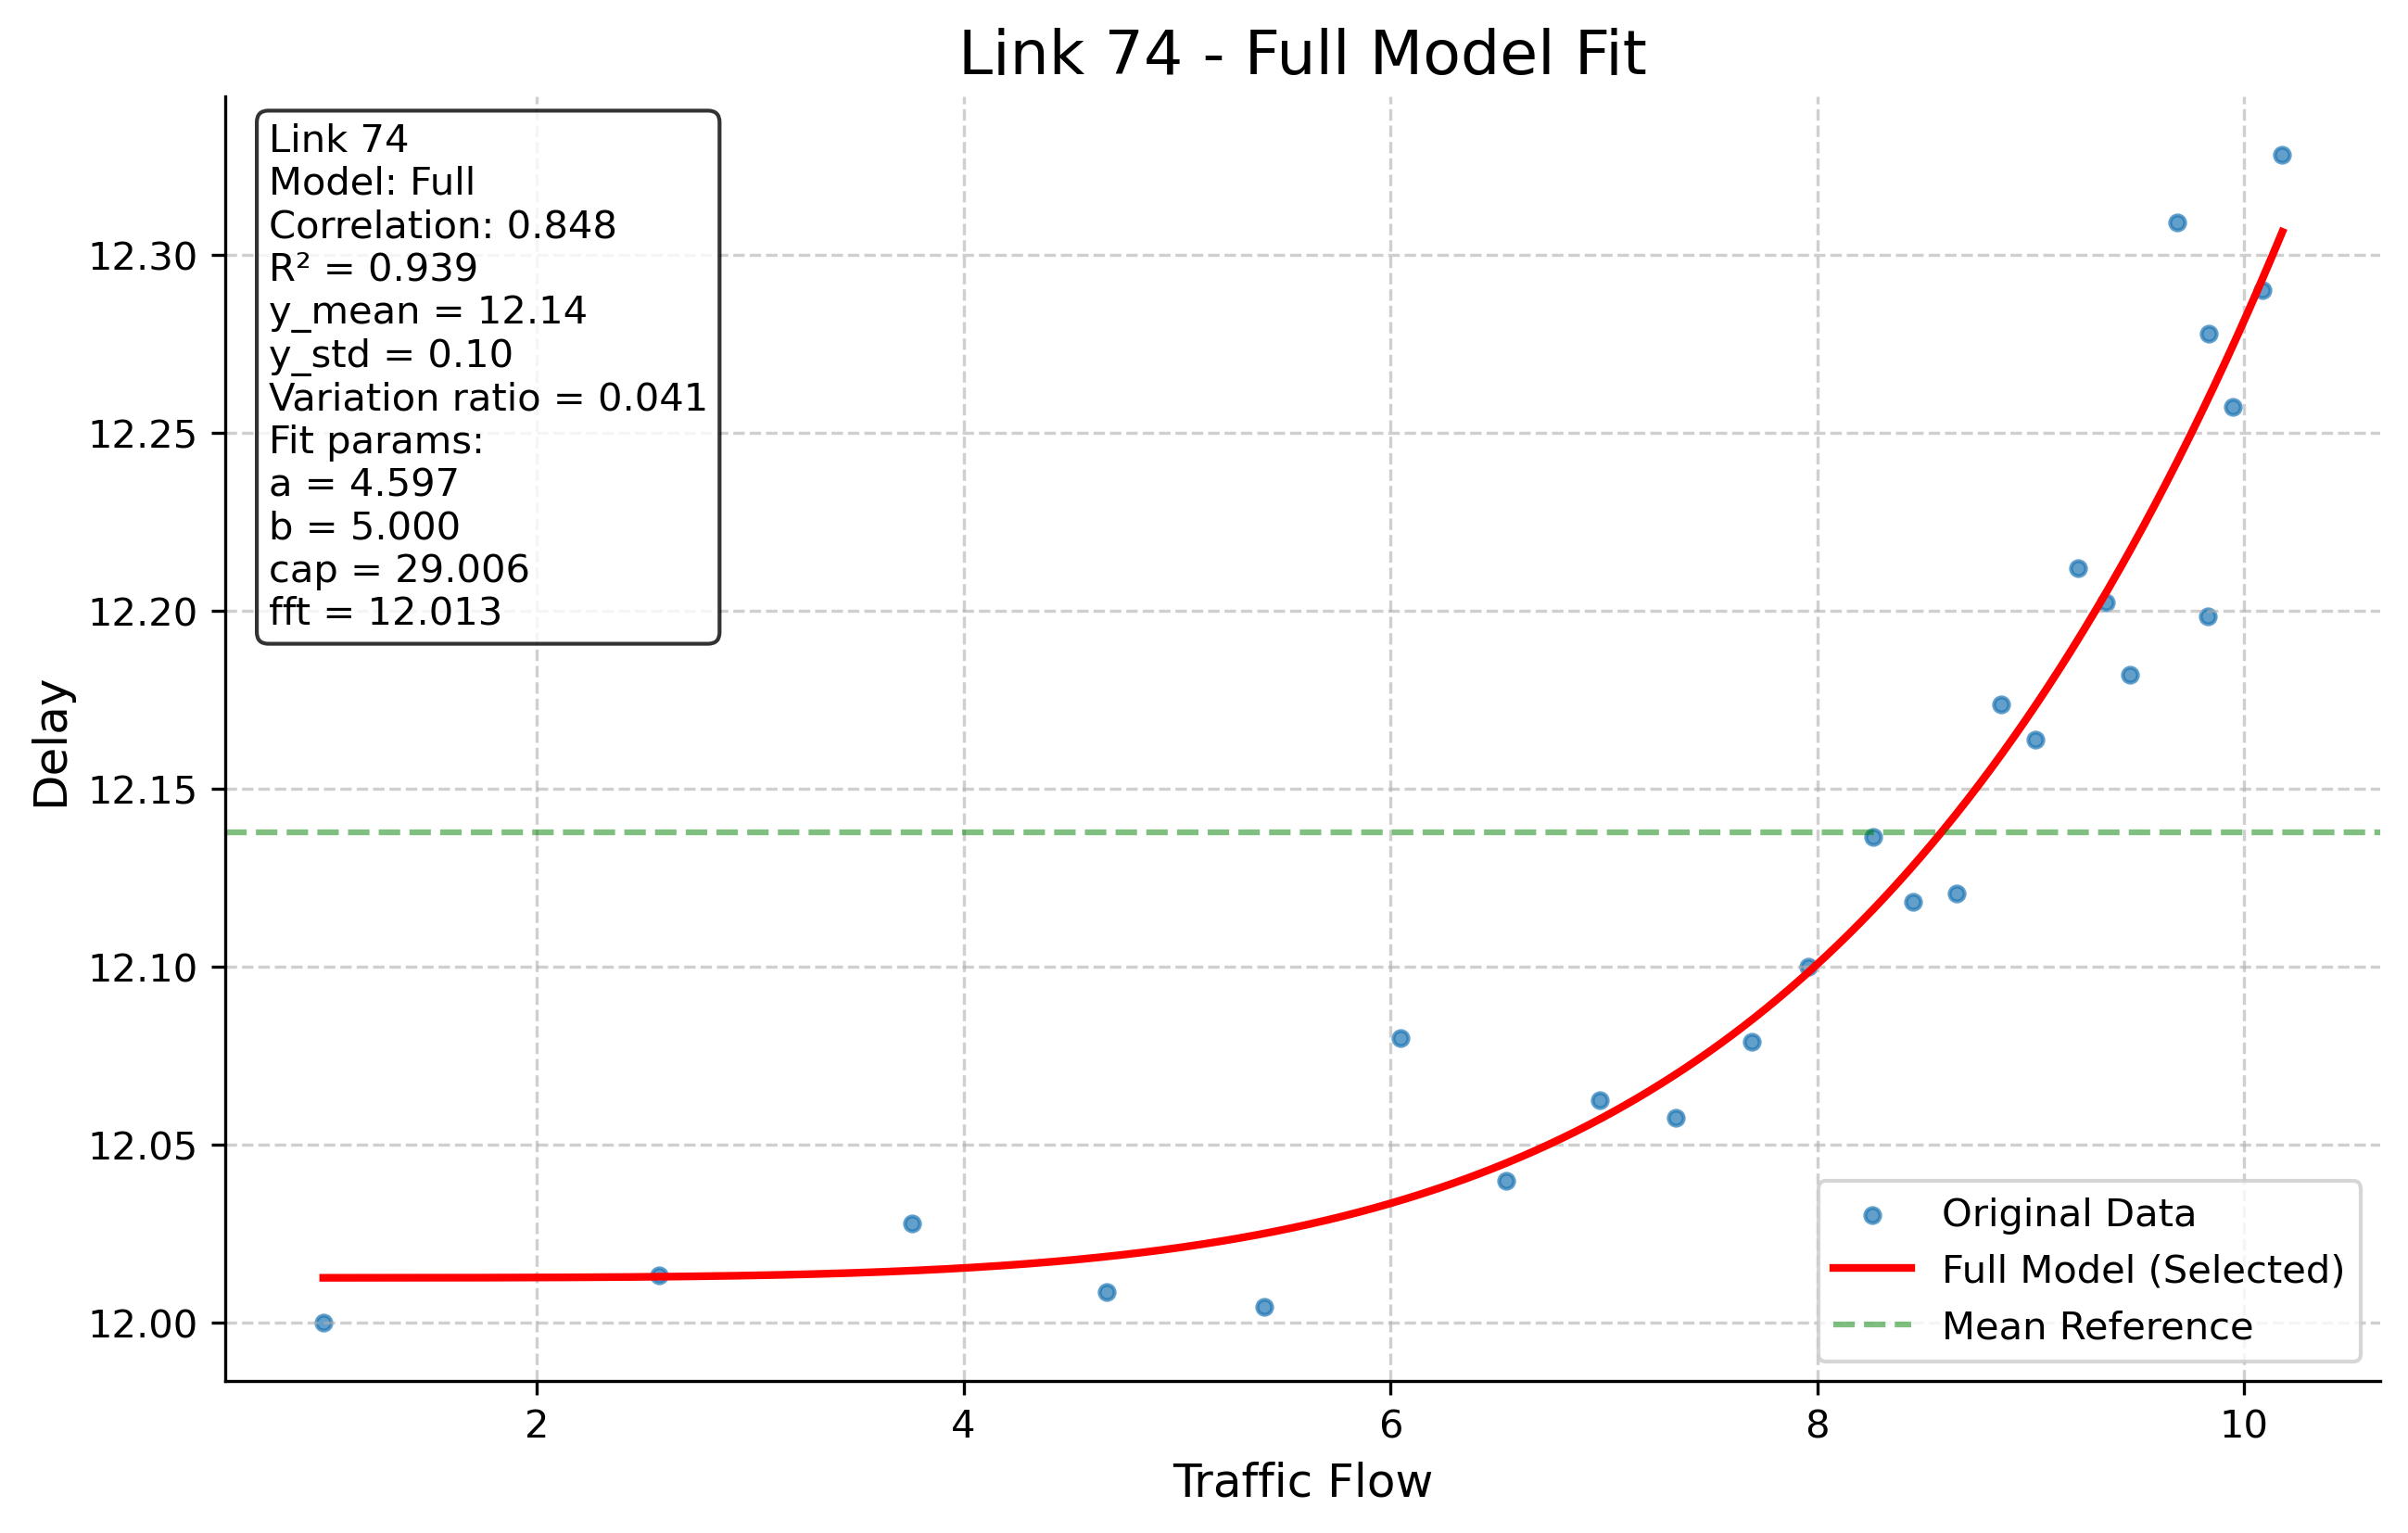 Link 74 - Full Model Fit
Link 74
Model: Full
Correlation: 0.848
R² = 0.939
y_mean = 12.14
y_std = 0.10
Variation ratio = 0.041
Fit params:
a = 4.597
b = 5.000
cap = 29.006
fft = 12.013
12.30
12.25
12.20
12.15
12.10
12.05
12.00
Delay
Original Data
Full Model (Selected)
Mean Reference
2
4
6
8
10
Traffic Flow